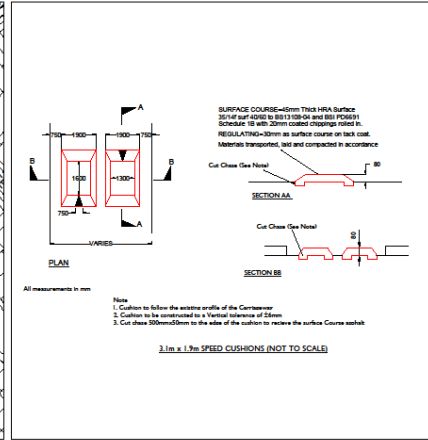 SURFACE COURSE=45mm Thick HRA Surface
35/14f surf 40/60 to BS13108-04 and BSI PD6691
Schedule 1B with 20mm coated chippings rolled in.
REGULATING=30mm as surface course on tack coat.
Materials transported, laid and compacted in accordance
A
750 1900 1900 750
B B
1600 1300
750
A
VARIES
PLAN
Cut Chase (See Note)
80
SECTION AA
Cut Chase (See Note)
80
SECTION BB
All measurements in mm
Note
1. Cushion to follow the existing profile of the Carriageway
2. Cushion to be constructed to a Vertical tolerance of ±6mm
3. Cut chase 500mmx50mm to the edge of the cushion to recieve the surface Course asphalt
3.1m x 1.9m SPEED CUSHIONS (NOT TO SCALE)